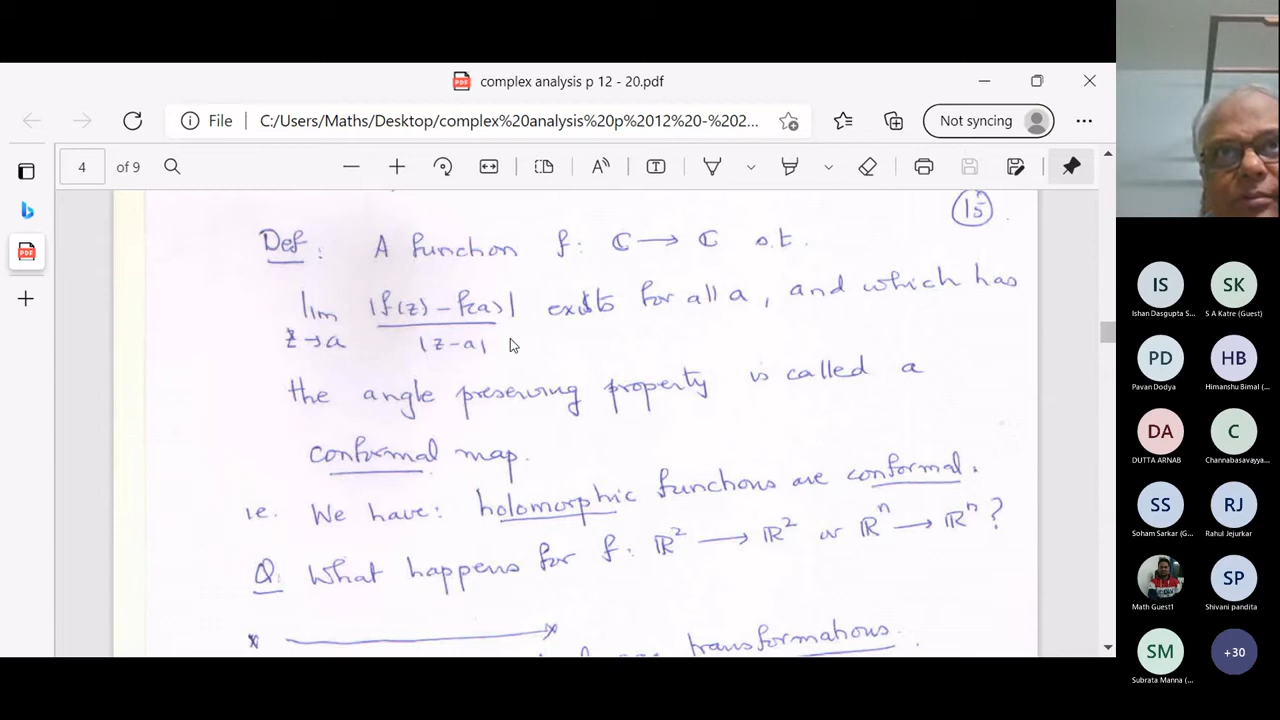 complex analysis p 12 - 20.pdf
File
C:/Users/Maths/Desktop/complex%20analysis%20p%2012%20-%202...
Not syncing
4 of 9
15
Def: A function f: ℂ → ℂ s.t.
lim |f(z) - f(a)| exists for all a, and which has
z→a |z-a|
the angle preserving property is called a
conformal map.
ie. We have: holomorphic functions are conformal.
Q: What happens for f: ℝ² → ℝ² or ℝⁿ → ℝⁿ?
transformations.
IS
Ishan Dasgupta S...
SK
S A Katre (Guest)
PD
Pavan Dodya
HB
Himanshu Bimal (...
DA
DUTTA ARNAB
C
Channabasavayya...
SS
Soham Sarkar (G...
RJ
Rahul Jejurkar
Math Guest1
SP
Shivani pandita
SM
Subrata Manna (...
+30